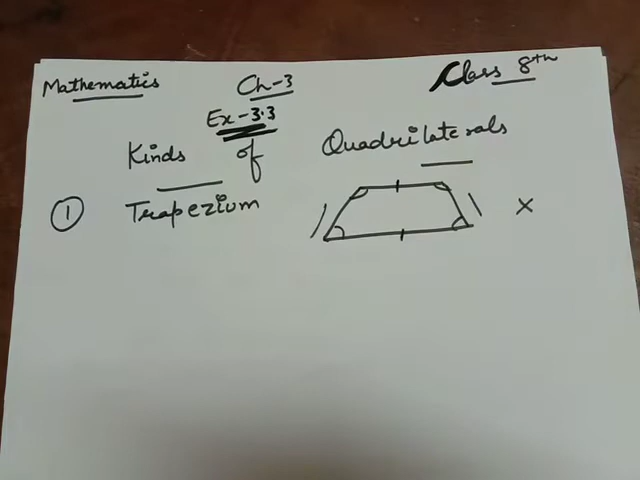 Mathematics Ch-3 Class 8th
Ex-3.3
Kinds of Quadrilaterals
① Trapezium ×